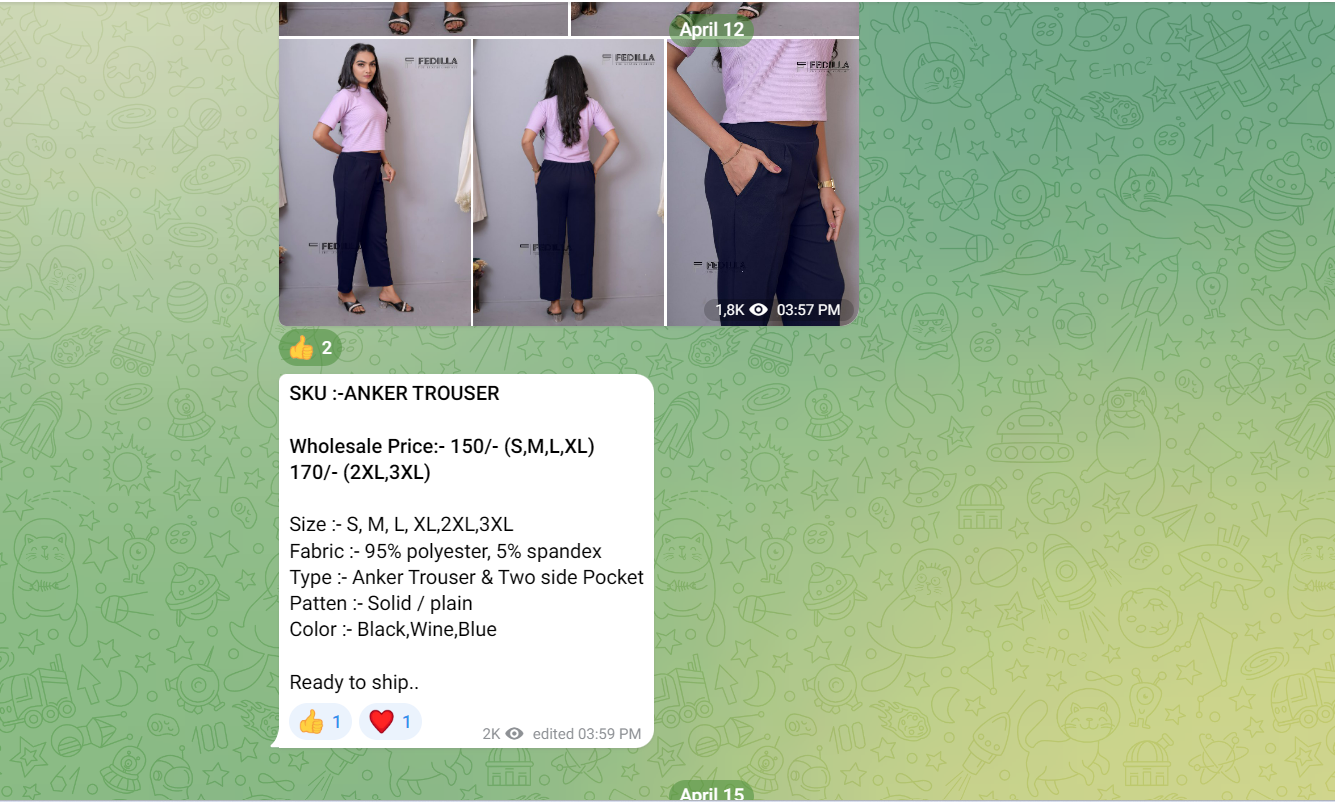 April 12
FEDILLA
FEDILLA
FEDILLA
FEDILLA
1,8K 03:57 PM
2
SKU :-ANKER TROUSER
Wholesale Price:- 150/- (S,M,L,XL)
170/- (2XL,3XL)
Size :- S, M, L, XL,2XL,3XL
Fabric :- 95% polyester, 5% spandex
Type :- Anker Trouser & Two side Pocket
Patten :- Solid / plain
Color :- Black,Wine,Blue
Ready to ship..
1 1
2K edited 03:59 PM
April 15